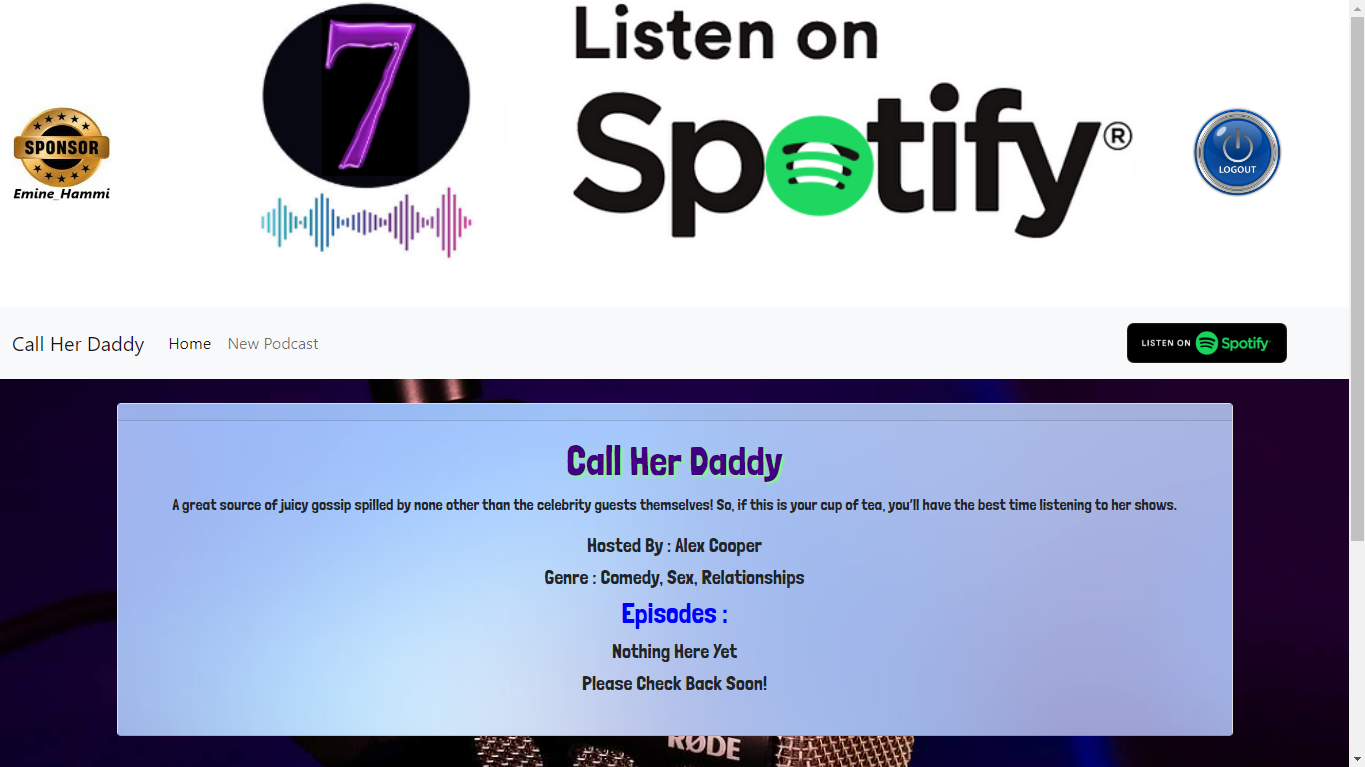 7
Listen on
Spotify®
SPONSOR
Emine_Hammi
LOGOUT
Call Her Daddy Home New Podcast LISTEN ON Spotify
Call Her Daddy
A great source of juicy gossip spilled by none other than the celebrity guests themselves! So, if this is your cup of tea, you'll have the best time listening to her shows.
Hosted By : Alex Cooper
Genre : Comedy, Sex, Relationships
Episodes :
Nothing Here Yet
Please Check Back Soon!
RØDE